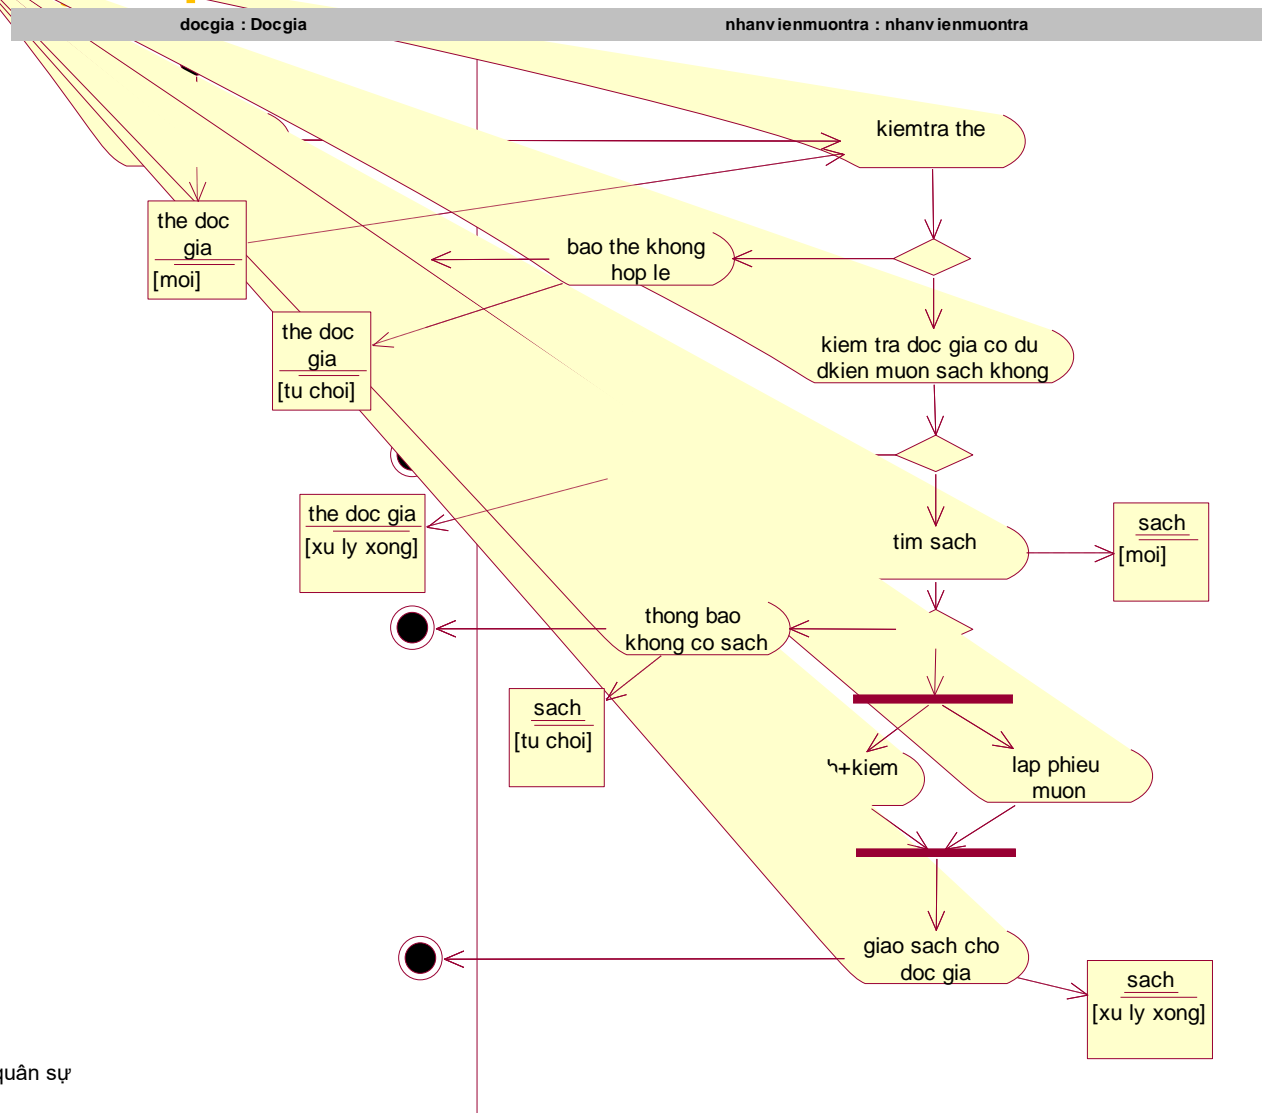 docgia : Docgia
nhanvienmuontra : nhanvienmuontra
kiemtra the
the doc
gia
[moi]
bao the khong
hop le
the doc
gia
[tu choi]
kiem tra doc gia co du
dkien muon sach khong
the doc gia
[xu ly xong]
tim sach
sach
[moi]
thong bao
khong co sach
sach
[tu choi]
+kiem
lap phieu
muon
giao sach cho
doc gia
sach
[xu ly xong]
quân sự